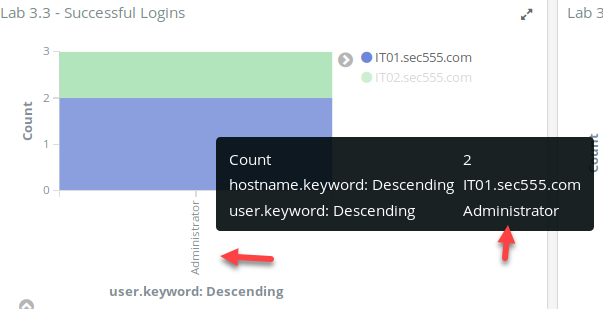 Lab 3.3 - Successful Logins
Lab 3
3
2
1
0
Count
IT01.sec555.com
IT02.sec555.com
Count 2
hostname.keyword: Descending IT01.sec555.com
user.keyword: Descending Administrator
Administrator
user.keyword: Descending
Count